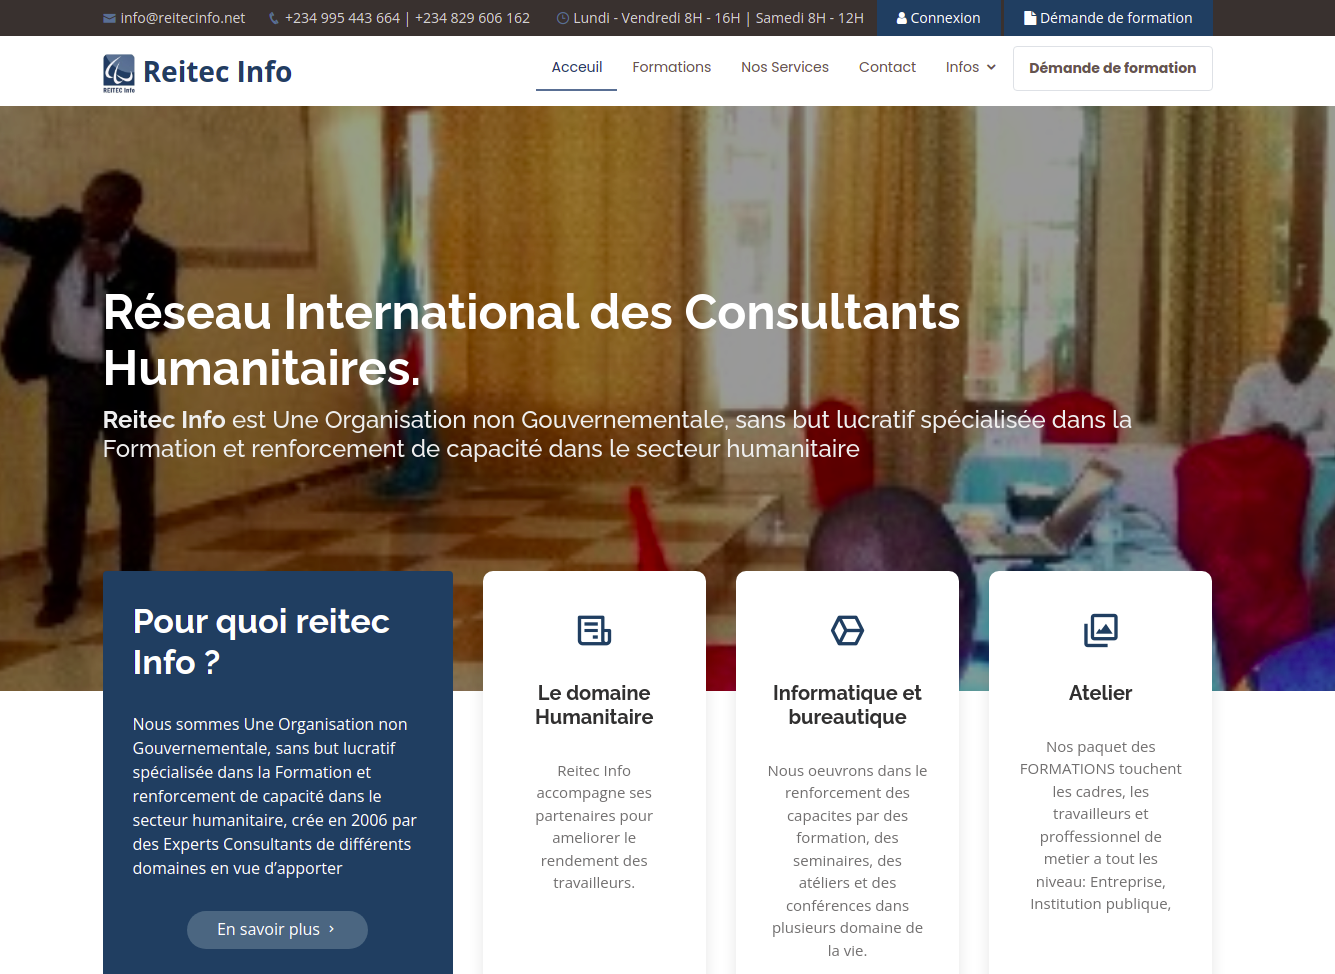 info@reitecinfo.net
+234 995 443 664 | +234 829 606 162
Lundi - Vendredi 8H - 16H | Samedi 8H - 12H
Connexion
Démande de formation
REITEC Info
Reitec Info
Acceuil
Formations
Nos Services
Contact
Infos
Démande de formation
Réseau International des Consultants
Humanitaires.
Reitec Info est Une Organisation non Gouvernementale, sans but lucratif spécialisée dans la
Formation et renforcement de capacité dans le secteur humanitaire
Pour quoi reitec
Info ?
Nous sommes Une Organisation non
Gouvernementale, sans but lucratif
spécialisée dans la Formation et
renforcement de capacité dans le
secteur humanitaire, crée en 2006 par
des Experts Consultants de différents
domaines en vue d’apporter
En savoir plus
Le domaine
Humanitaire
Reitec Info
accompagne ses
partenaires pour
ameliorer le
rendement des
travailleurs.
Informatique et
bureautique
Nous oeuvrons dans le
renforcement des
capacites par des
formation, des
seminaires, des
atéliers et des
conférences dans
plusieurs domaine de
la vie.
Atelier
Nos paquet des
FORMATIONS touchent
les cadres, les
travailleurs et
proffessionnel de
metier a tout les
niveau: Entreprise,
Institution publique,